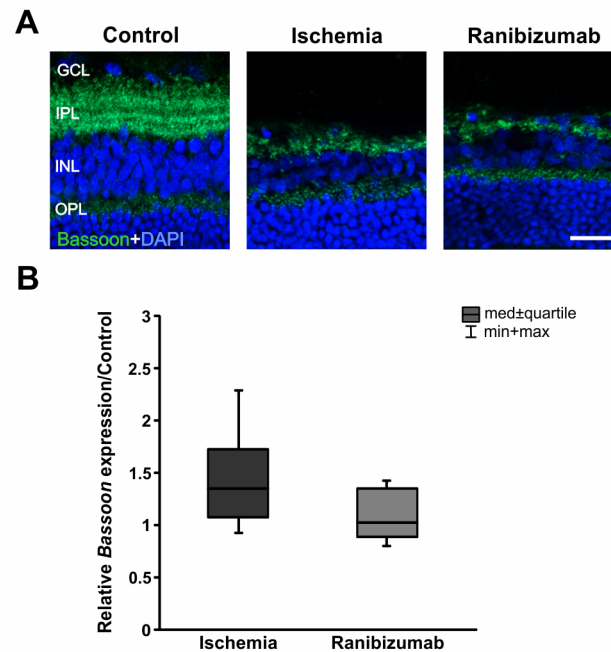 A
Control
Ischemia
Ranibizumab
GCL
IPL
INL
OPL
Bassoon+DAPI
B
med±quartile
min+max
Relative Bassoon expression/Control
3
2.5
2
1.5
1
0.5
0
Ischemia
Ranibizumab